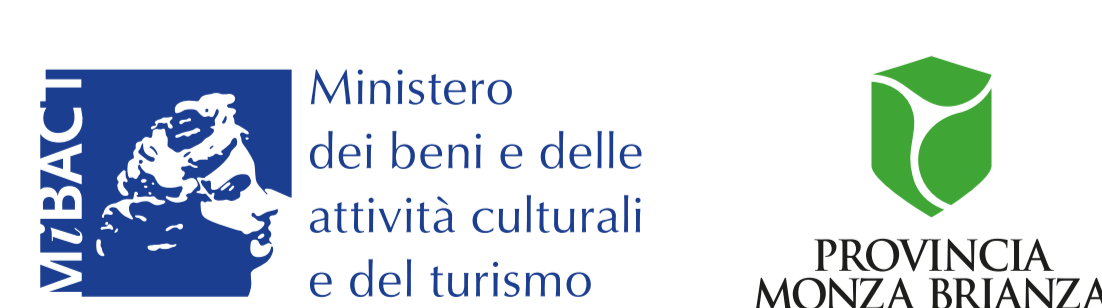 MiBACT
Ministero
dei beni e delle
attività culturali
e del turismo
PROVINCIA
MONZA BRIANZA